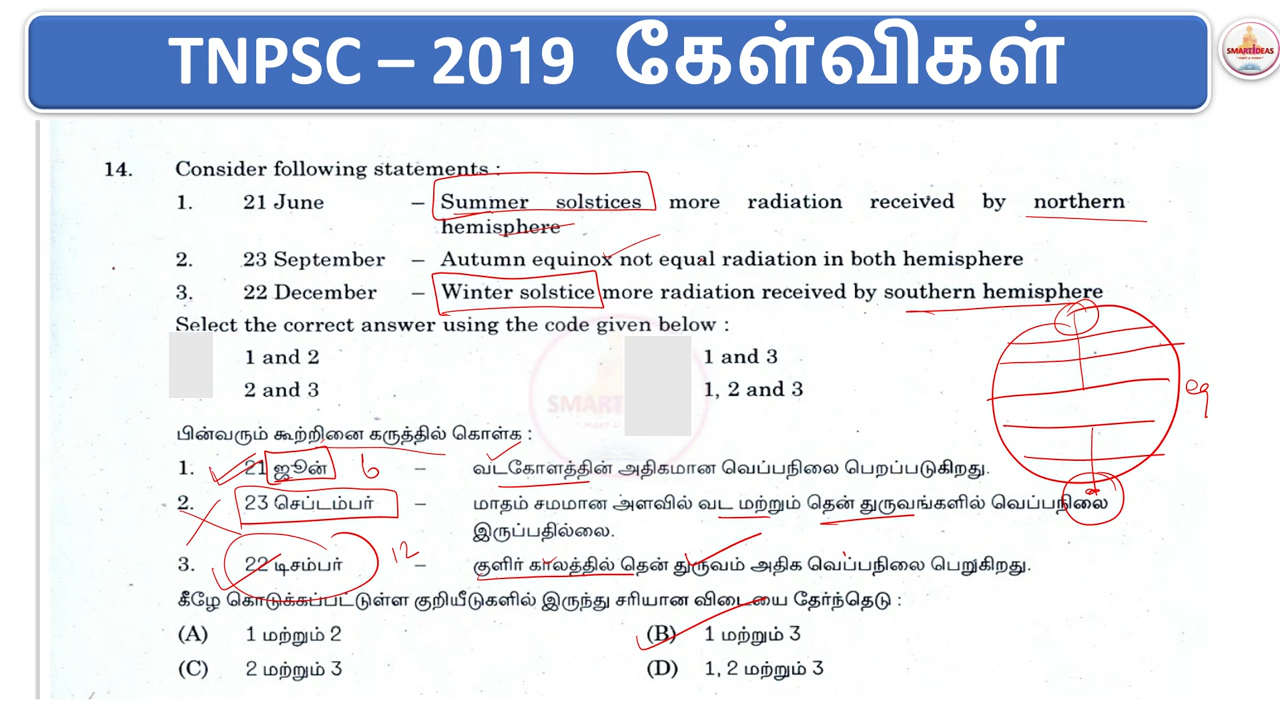 TNPSC – 2019 கேள்விகள்
SMARTIDEAS
14. Consider following statements :
1. 21 June – Summer solstices more radiation received by northern
hemisphere
2. 23 September – Autumn equinox not equal radiation in both hemisphere
3. 22 December – Winter solstice more radiation received by southern hemisphere
Select the correct answer using the code given below :
1 and 2 1 and 3
2 and 3 1, 2 and 3
SMART
eq
பின்வரும் கூற்றினை கருத்தில் கொள்க :
1. 21 ஜூன் 6 – வடகோளத்தின் அதிகமான வெப்பநிலை பெறப்படுகிறது.
2. 23 செப்டம்பர் – மாதம் சமமான அளவில் வட மற்றும் தென் துருவங்களில் வெப்பநிலை
இருப்பதில்லை.
3. 22 டிசம்பர் 12 – குளிர் காலத்தில் தென் துருவம் அதிக வெப்பநிலை பெறுகிறது.
கீழே கொடுக்கப்பட்டுள்ள குறியீடுகளில் இருந்து சரியான விடையை தேர்ந்தெடு :
(A) 1 மற்றும் 2 (B) 1 மற்றும் 3
(C) 2 மற்றும் 3 (D) 1, 2 மற்றும் 3